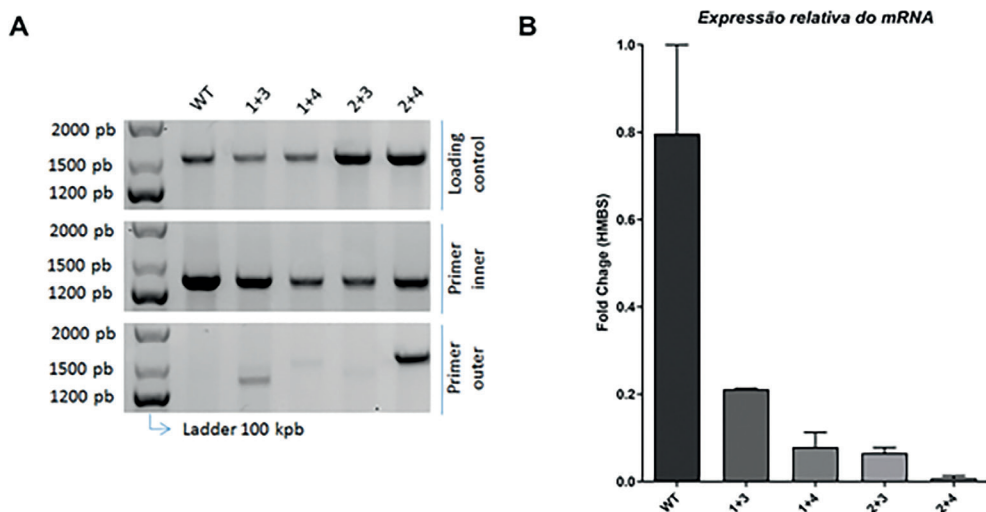 A
WT
1+3
1+4
2+3
2+4
2000 pb
1500 pb
1200 pb
Loading
control
2000 pb
1500 pb
1200 pb
Primer
inner
2000 pb
1500 pb
1200 pb
Primer
outer
Ladder 100 kpb
B
Expressão relativa do mRNA
Fold Chage (HMBS)
1.0
0.8
0.6
0.4
0.2
0.0
WT
1+3
1+4
2+3
2+4